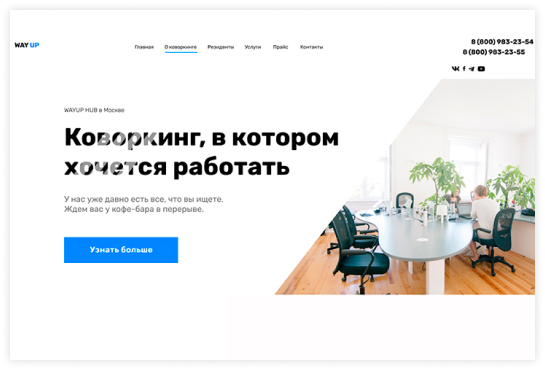 WAY UP
Главная О коворкинге Резиденты Услуги Прайс Контакты
8 (800) 983-23-54
8 (800) 983-23-55
WAYUP HUB в Москве
Коворкинг, в котором
хочется работать
У нас уже давно есть все, что вы ищете.
Ждем вас у кофе-бара в перерыве.
Узнать больше